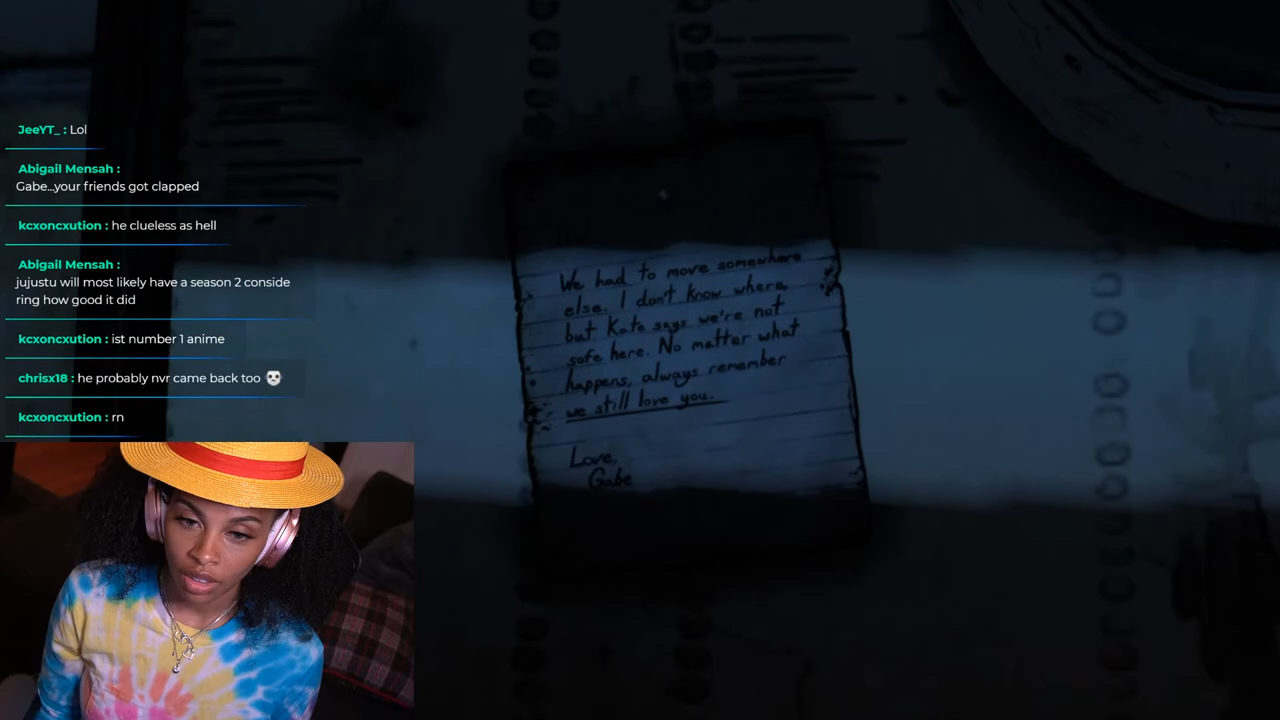 JeeYT_ : Lol
Abigail Mensah :
Gabe...your friends got clapped
kcxoncxution : he clueless as hell
Abigail Mensah :
jujustu will most likely have a season 2 conside
ring how good it did
kcxoncxution : ist number 1 anime
chrisx18 : he probably nvr came back too
kcxoncxution : rn
We had to move somewhere
else. I don't know where
but Kate says we're not
safe here. No matter what
happens, always remember
we still love you.
Love,
Gabe